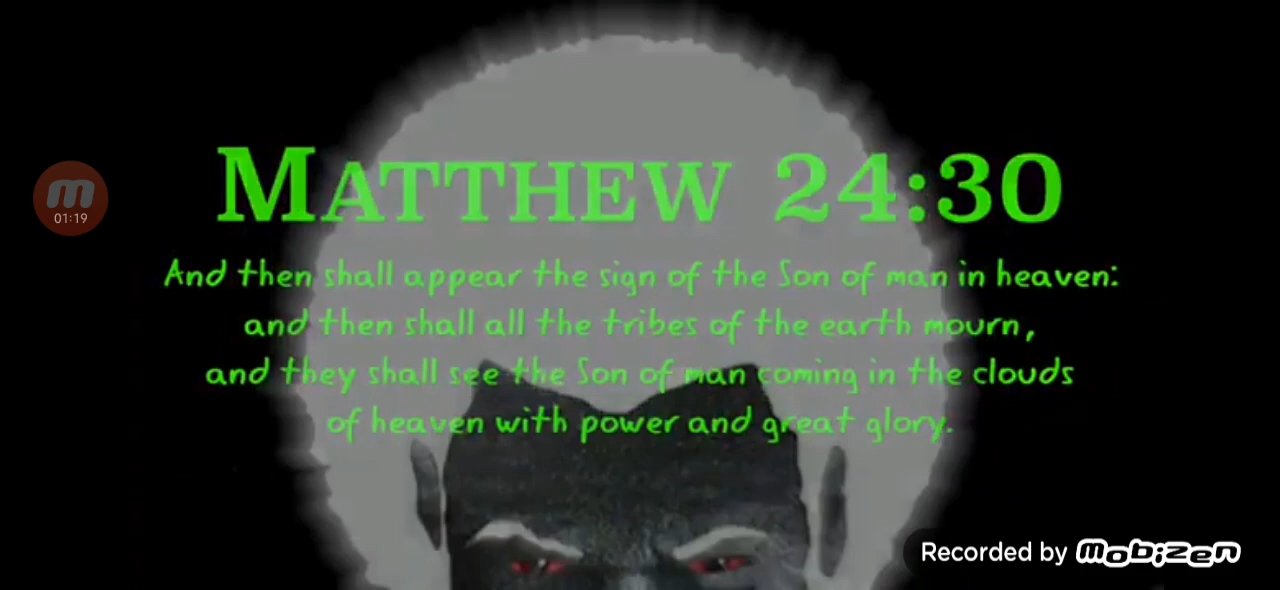 MATTHEW 24:30
And then shall appear the sign of the Son of man in heaven:
and then shall all the tribes of the earth mourn,
and they shall see the Son of man coming in the clouds
of heaven with power and great glory.
01:19
Recorded by mobizen